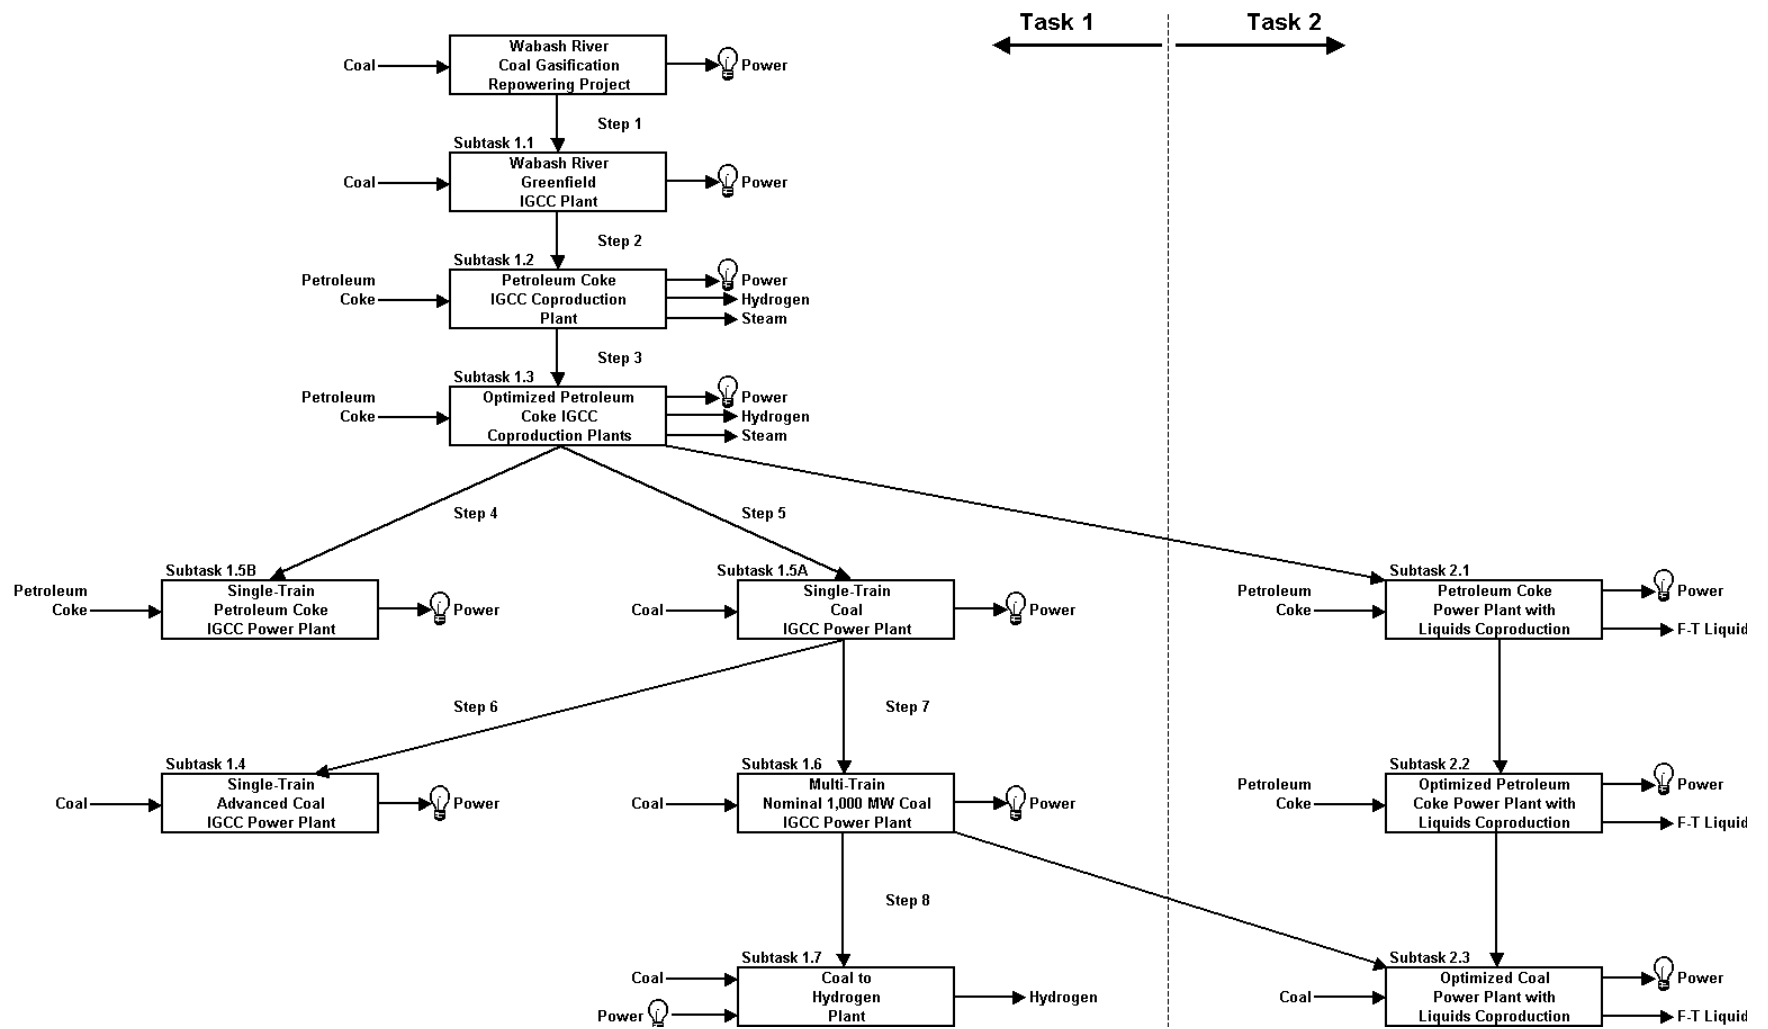 Task 1
Task 2
Wabash River
Coal Gasification
Repowering Project
Coal
Power
Step 1
Subtask 1.1
Wabash River
Greenfield
IGCC Plant
Coal
Power
Step 2
Subtask 1.2
Petroleum
Coke
Petroleum Coke
IGCC Coproduction
Plant
Power
Hydrogen
Steam
Step 3
Subtask 1.3
Petroleum
Coke
Optimized Petroleum
Coke IGCC
Coproduction Plants
Power
Hydrogen
Steam
Step 4
Step 5
Subtask 1.5B
Petroleum
Coke
Single-Train
Petroleum Coke
IGCC Power Plant
Power
Subtask 1.5A
Coal
Single-Train
Coal
IGCC Power Plant
Power
Subtask 2.1
Petroleum
Coke
Petroleum Coke
Power Plant with
Liquids Coproduction
Power
F-T Liquid
Step 6
Step 7
Subtask 1.4
Coal
Single-Train
Advanced Coal
IGCC Power Plant
Power
Subtask 1.6
Coal
Multi-Train
Nominal 1,000 MW Coal
IGCC Power Plant
Power
Subtask 2.2
Petroleum
Coke
Optimized Petroleum
Coke Power Plant with
Liquids Coproduction
Power
F-T Liquid
Step 8
Subtask 1.7
Coal
Power
Coal to
Hydrogen
Plant
Hydrogen
Subtask 2.3
Coal
Optimized Coal
Power Plant with
Liquids Coproduction
Power
F-T Liquid